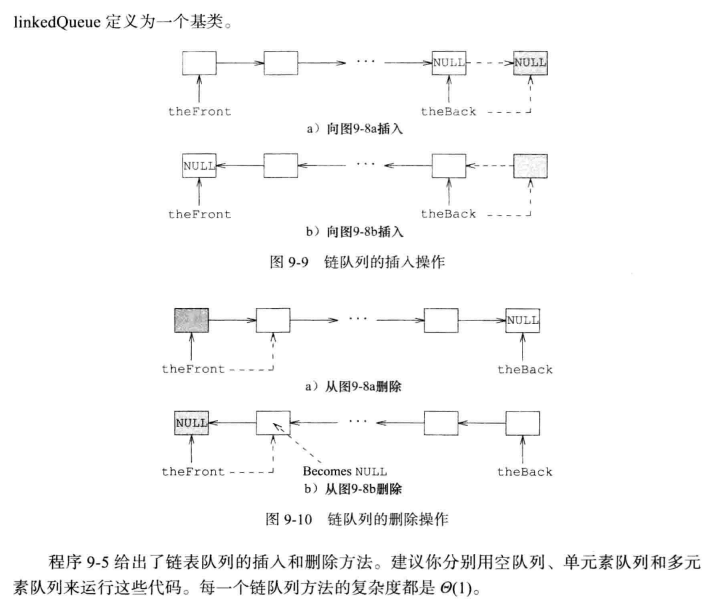 linkedQueue 定义为一个基类。
NULL NULL
theFront theBack
a）向图9-8a插入
NULL
theFront theBack
b）向图9-8b插入
图 9-9 链队列的插入操作
NULL
theFront theBack
a）从图9-8a删除
NULL
theFront Becomes NULL theBack
b）从图9-8b删除
图 9-10 链队列的删除操作
程序 9-5 给出了链表队列的插入和删除方法。建议你分别用空队列、单元素队列和多元
素队列来运行这些代码。每一个链队列方法的复杂度都是 Θ(1)。